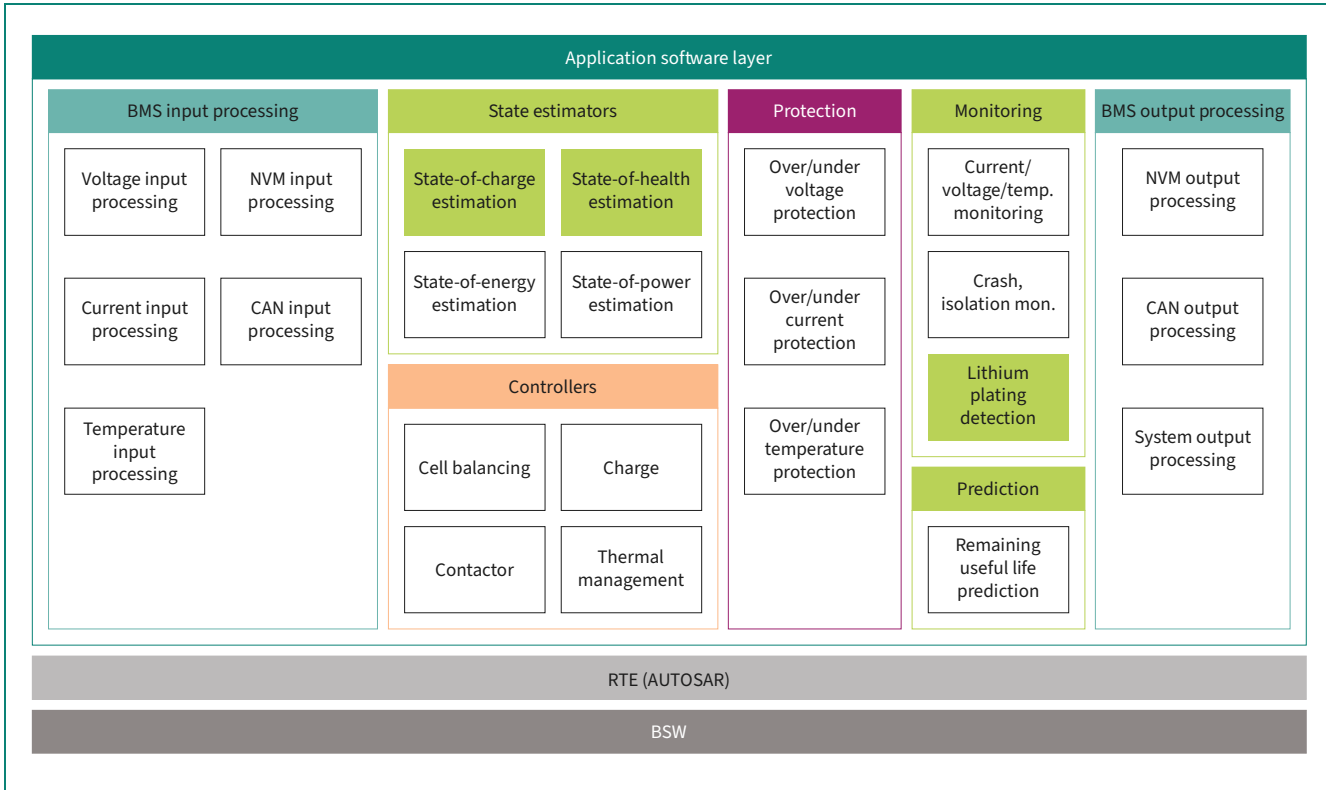 Application software layer
BMS input processing
Voltage input
processing
NVM input
processing
Current input
processing
CAN input
processing
Temperature
input
processing
State estimators
State-of-charge
estimation
State-of-health
estimation
State-of-energy
estimation
State-of-power
estimation
Controllers
Cell balancing
Charge
Contactor
Thermal
management
Protection
Over/under
voltage
protection
Over/under
current
protection
Over/under
temperature
protection
Monitoring
Current/
voltage/temp.
monitoring
Crash,
isolation mon.
Lithium
plating
detection
Prediction
Remaining
useful life
prediction
BMS output processing
NVM output
processing
CAN output
processing
System output
processing
RTE (AUTOSAR)
BSW